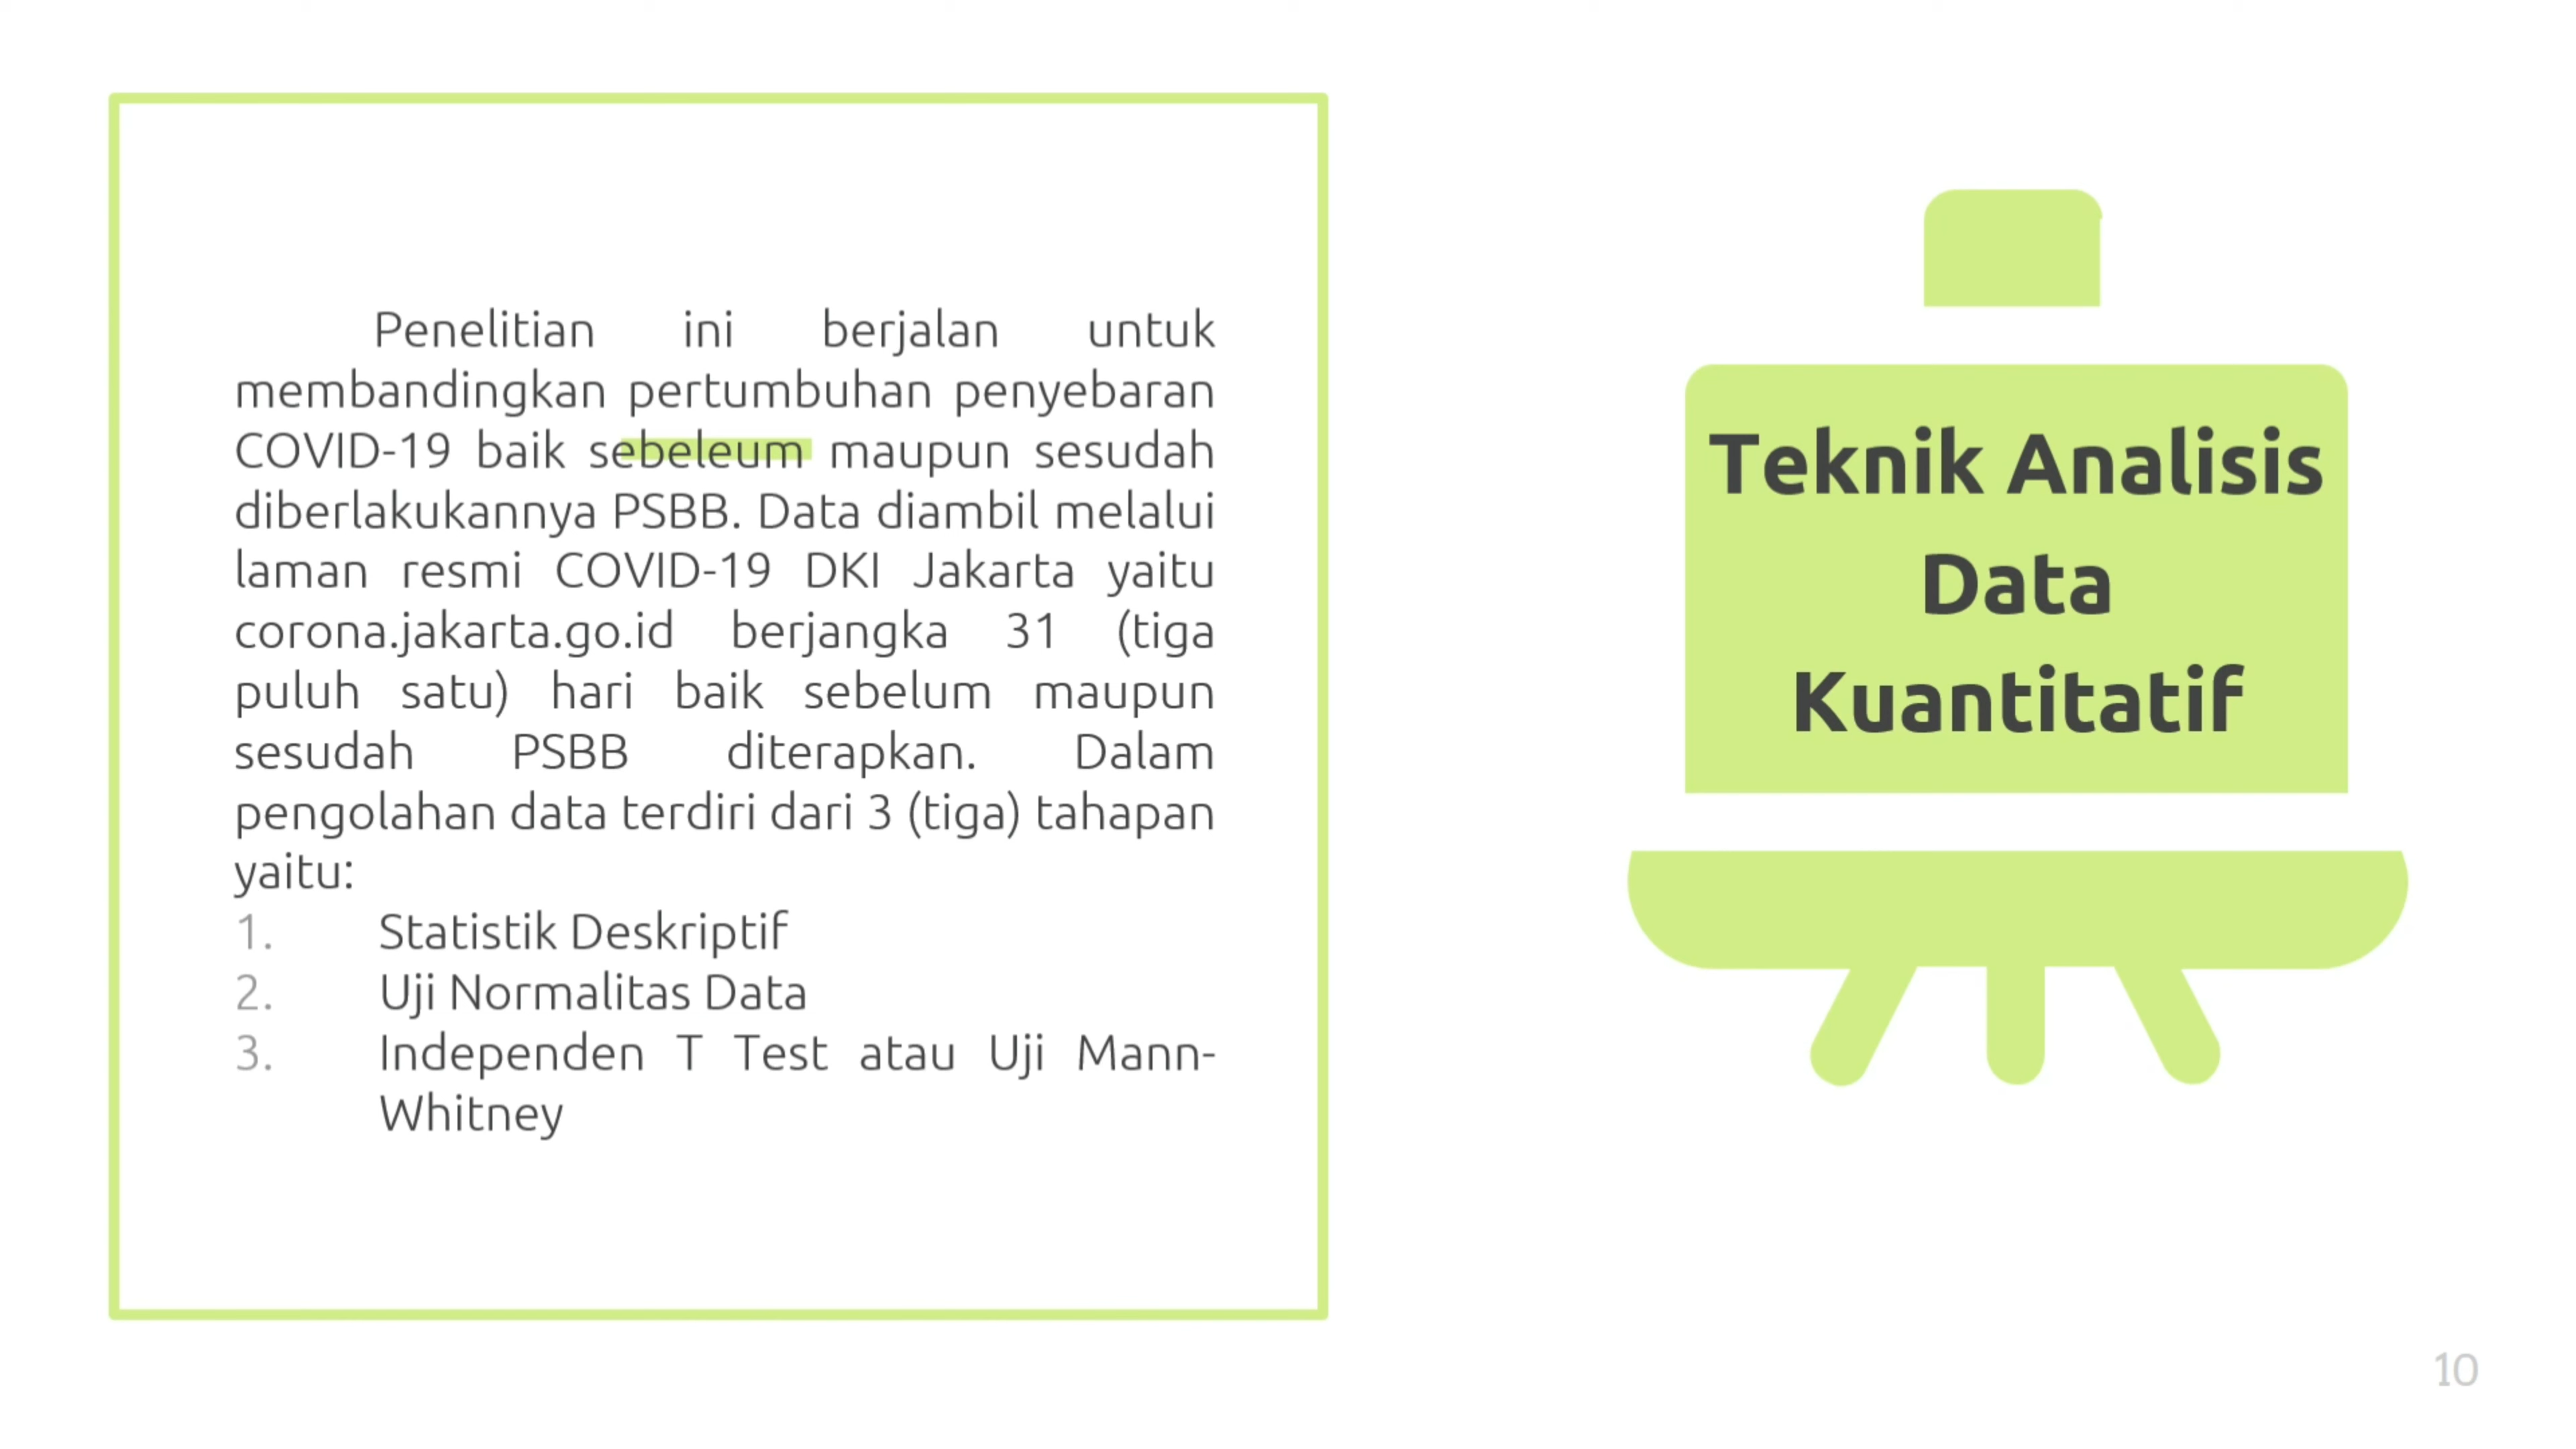 Penelitian ini berjalan untuk
membandingkan pertumbuhan penyebaran
COVID-19 baik sebeleum maupun sesudah
diberlakukannya PSBB. Data diambil melalui
laman resmi COVID-19 DKI Jakarta yaitu
corona.jakarta.go.id berjangka 31 (tiga
puluh satu) hari baik sebelum maupun
sesudah PSBB diterapkan. Dalam
pengolahan data terdiri dari 3 (tiga) tahapan
yaitu:
1. Statistik Deskriptif
2. Uji Normalitas Data
3. Independen T Test atau Uji Mann-
Whitney
Teknik Analisis
Data
Kuantitatif
10